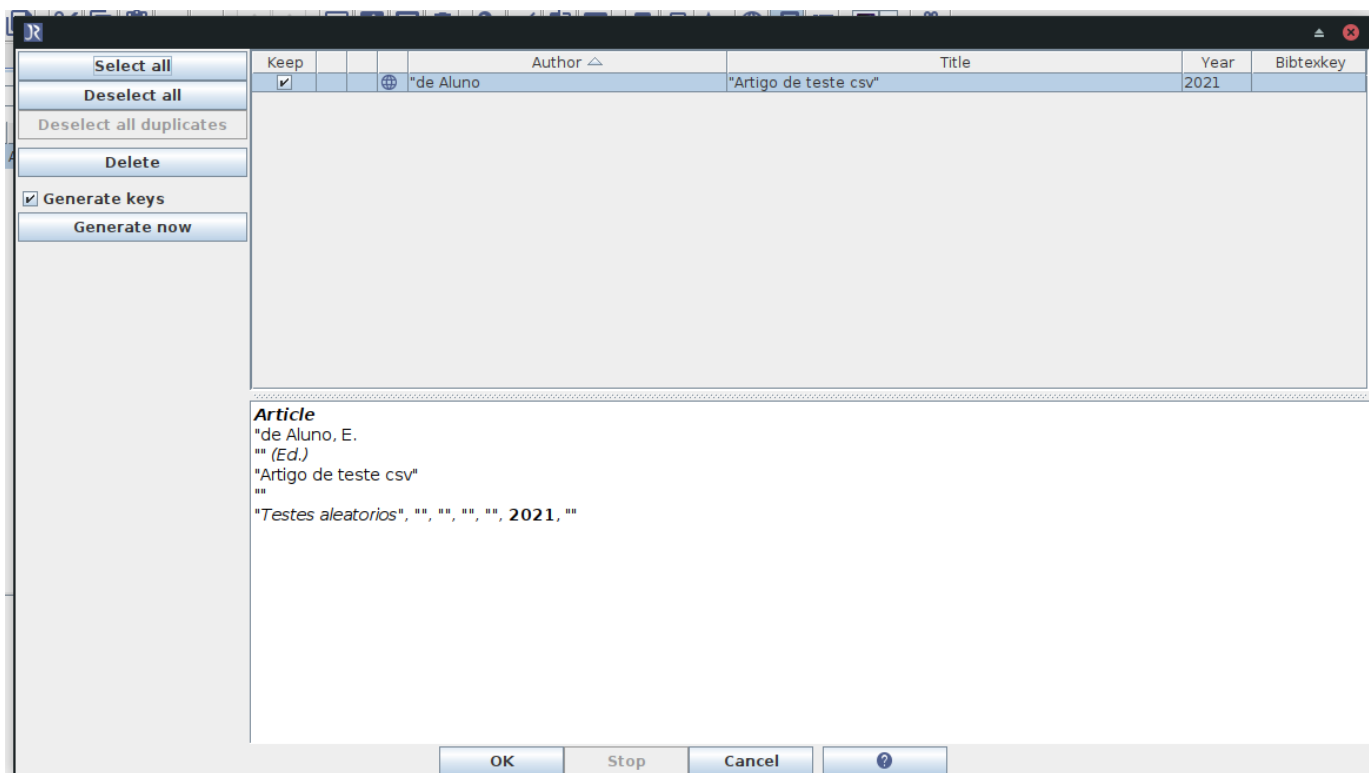 JR
Select all
Deselect all
Deselect all duplicates
Delete
Generate keys
Generate now
Keep Author Title Year Bibtexkey
"de Aluno "Artigo de teste csv" 2021
Article
"de Aluno, E.
"" (Ed.)
"Artigo de teste csv"
""
"Testes aleatorios", "", "", "", "", 2021, ""
OK Stop Cancel ?